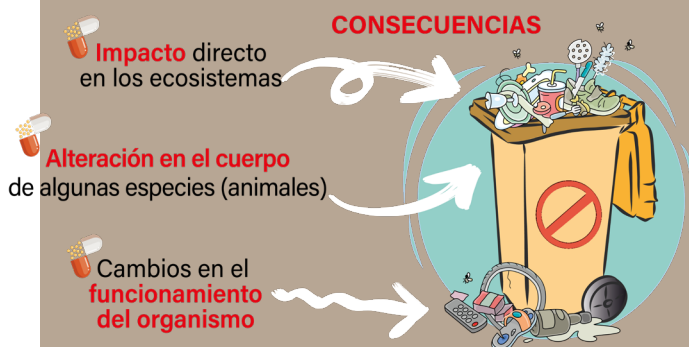 CONSECUENCIAS
Impacto directo
en los ecosistemas
Alteración en el cuerpo
de algunas especies (animales)
Cambios en el
funcionamiento
del organismo